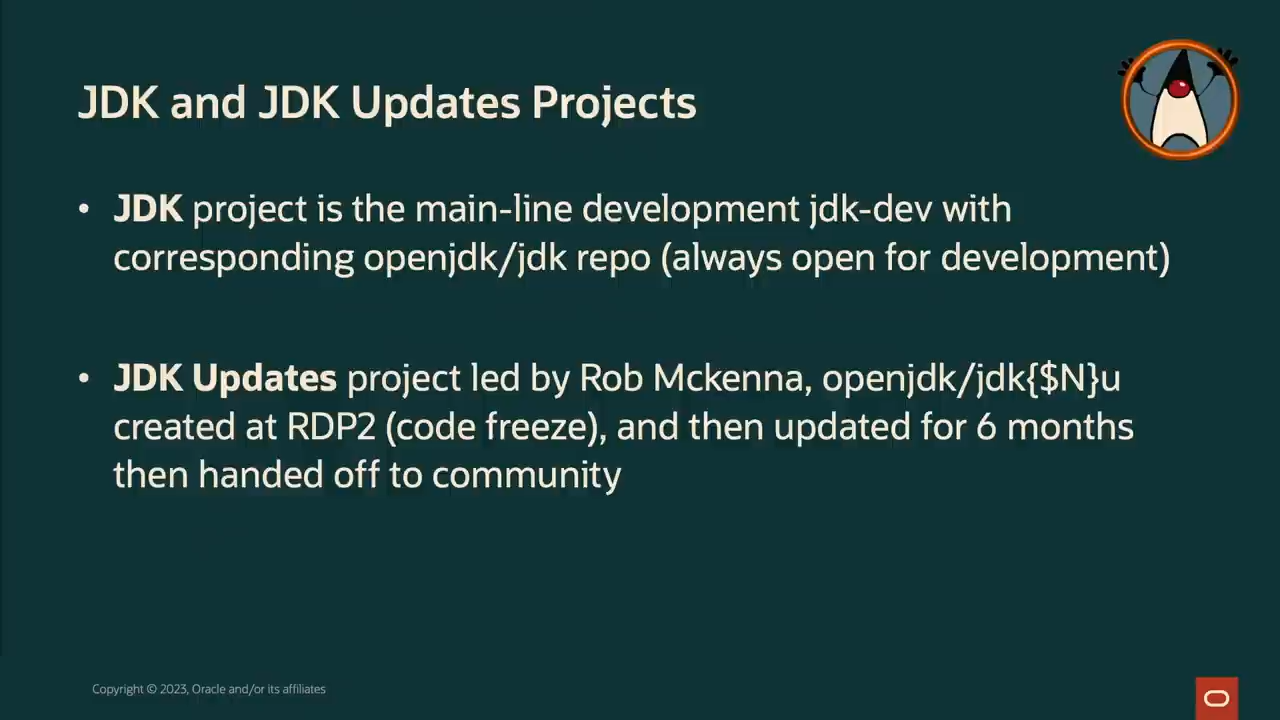 JDK and JDK Updates Projects
• JDK project is the main-line development jdk-dev with
corresponding openjdk/jdk repo (always open for development)
• JDK Updates project led by Rob Mckenna, openjdk/jdk{$N}u
created at RDP2 (code freeze), and then updated for 6 months
then handed off to community
Copyright © 2023, Oracle and/or its affiliates